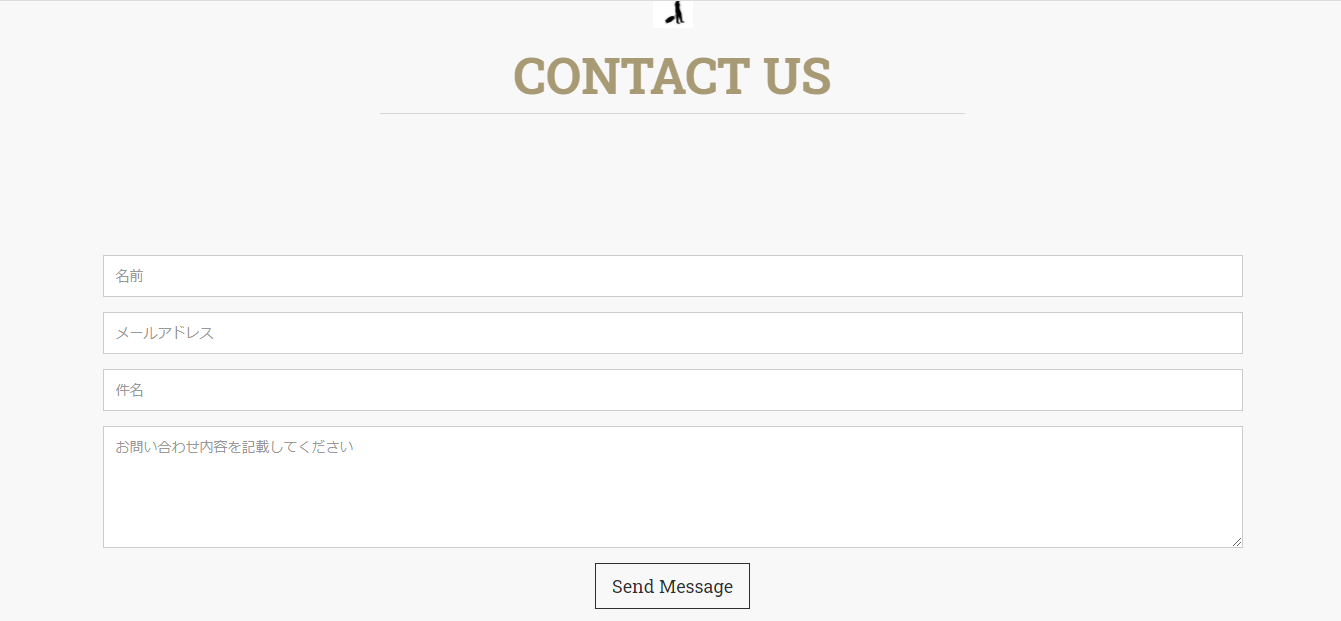 CONTACT US
名前
メールアドレス
件名
お問い合わせ内容を記載してください
Send Message